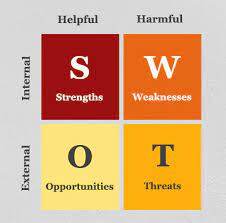 Helpful Harmful
Internal
S W
Strengths Weaknesses
External
O T
Opportunities Threats